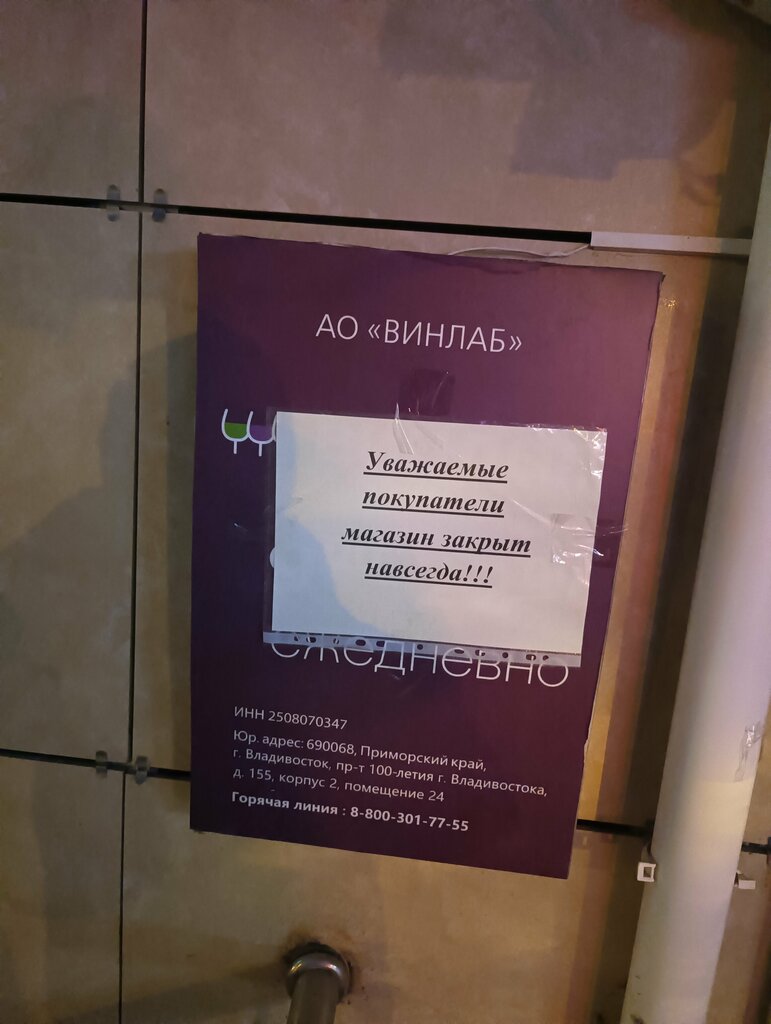 АО «ВИНЛАБ»
Уважаемые
покупатели
магазин закрыт
навсегда!!!
ежедневно
ИНН 2508070347
Юр. адрес: 690068, Приморский край,
г. Владивосток, пр-т 100-летия г. Владивостока,
д. 155, корпус 2, помещение 24
Горячая линия : 8-800-301-77-55